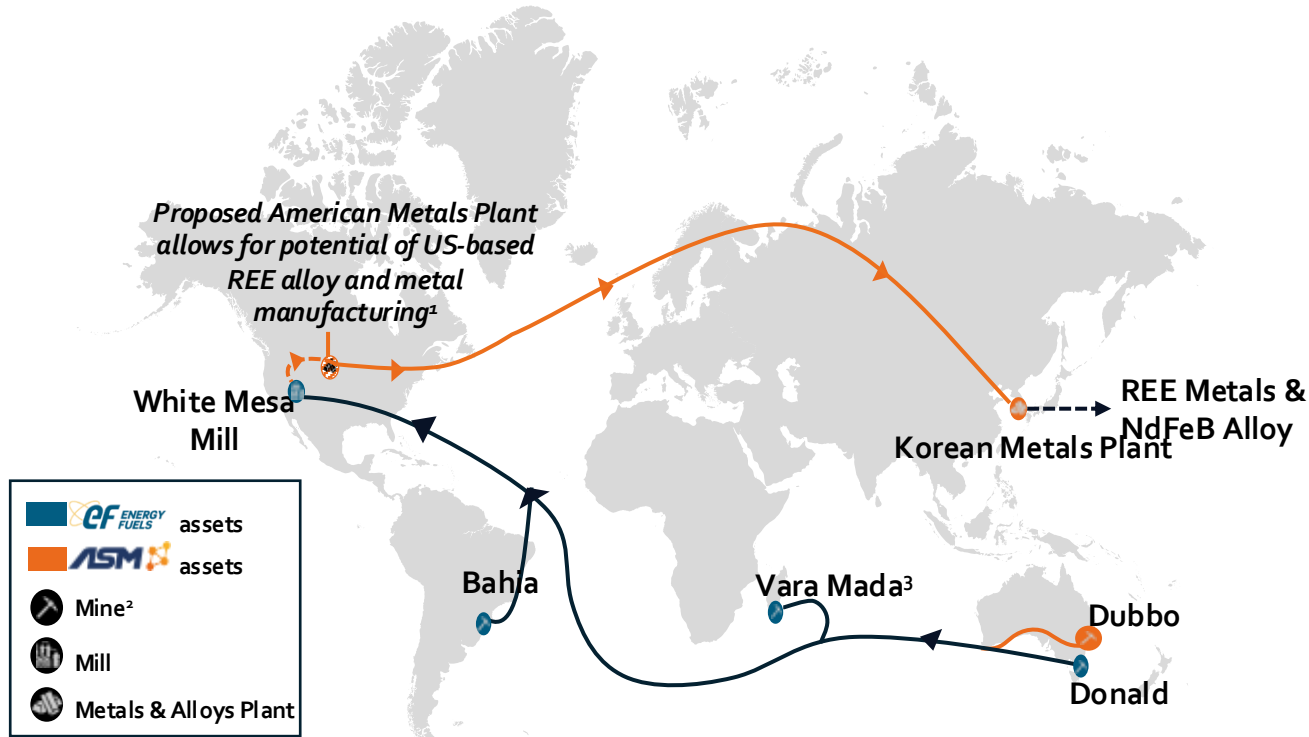 Proposed American Metals Plant
allows for potential of US-based
REE alloy and metal
manufacturing¹
White Mesa
Mill
REE Metals &
NdFeB Alloy
Korean Metals Plant
Bahia
Vara Mada³
Dubbo
Donald
eF ENERGY FUELS assets
ASM assets
Mine²
Mill
Metals & Alloys Plant